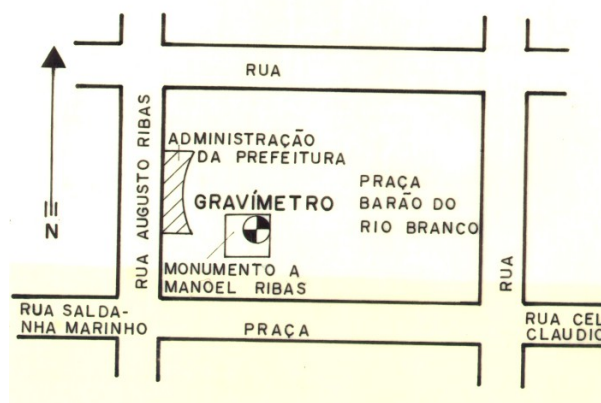 RUA
RUA AUGUSTO RIBAS
ADMINISTRAÇÃO
DA PREFEITURA
GRAVÍMETRO
PRAÇA
BARÃO DO
RIO BRANCO
N
MONUMENTO A
MANOEL RIBAS
RUA
RUA SALDA-
NHA MARINHO
PRAÇA
RUA CEL
CLAUDIO